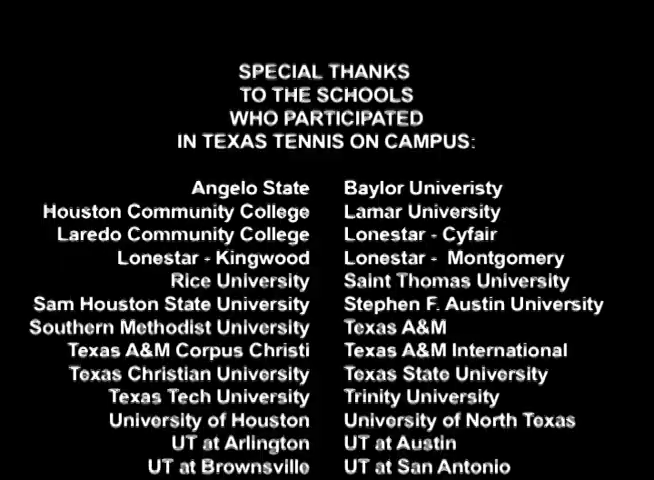 SPECIAL THANKS
TO THE SCHOOLS
WHO PARTICIPATED
IN TEXAS TENNIS ON CAMPUS:
Angelo State Baylor Univeristy
Houston Community College Lamar University
Laredo Community College Lonestar - Cyfair
Lonestar - Kingwood Lonestar - Montgomery
Rice University Saint Thomas University
Sam Houston State University Stephen F. Austin University
Southern Methodist University Texas A&M
Texas A&M Corpus Christi Texas A&M International
Texas Christian University Texas State University
Texas Tech University Trinity University
University of Houston University of North Texas
UT at Arlington UT at Austin
UT at Brownsville UT at San Antonio